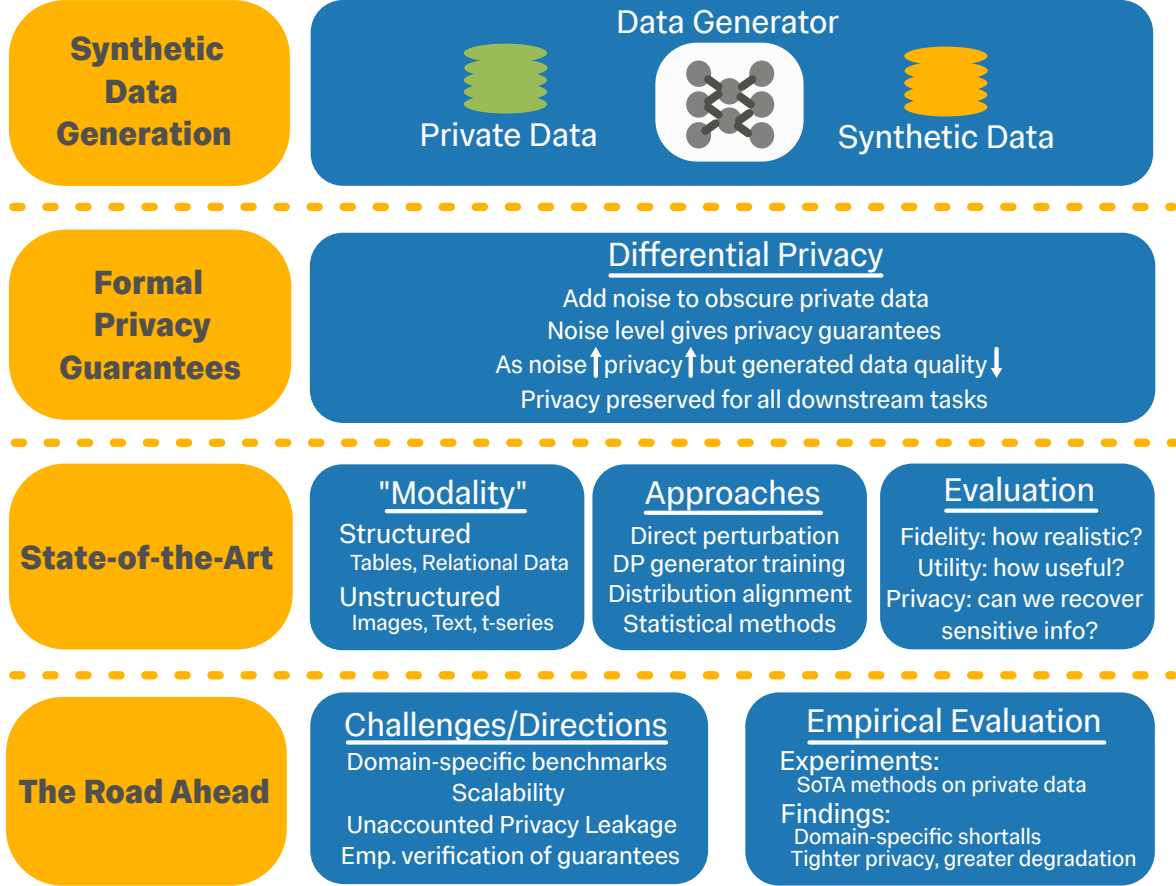 Synthetic
Data
Generation
Data Generator
Private Data
Synthetic Data
Formal
Privacy
Guarantees
Differential Privacy
Add noise to obscure private data
Noise level gives privacy guarantees
As noise ↑ privacy ↑ but generated data quality ↓
Privacy preserved for all downstream tasks
State-of-the-Art
"Modality"
Structured
Tables, Relational Data
Unstructured
Images, Text, t-series
Approaches
Direct perturbation
DP generator training
Distribution alignment
Statistical methods
Evaluation
Fidelity: how realistic?
Utility: how useful?
Privacy: can we recover
sensitive info?
The Road Ahead
Challenges/Directions
Domain-specific benchmarks
Scalability
Unaccounted Privacy Leakage
Emp. verification of guarantees
Empirical Evaluation
Experiments:
SoTA methods on private data
Findings:
Domain-specific shortalls
Tighter privacy, greater degradation